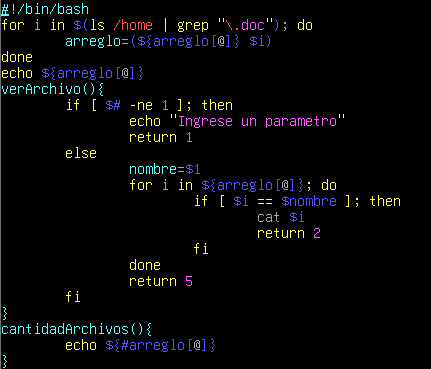 #!/bin/bash
for i in $(ls /home | grep "\.doc"); do
        arreglo=(${arreglo[@]} $i)
done
echo ${arreglo[@]}
verArchivo(){
        if [ $# -ne 1 ]; then
                echo "Ingrese un parametro"
                return 1
        else
                nombre=$1
                for i in ${arreglo[@]}; do
                        if [ $i == $nombre ]; then
                                cat $i
                                return 2
                        fi
                done
                return 5
        fi
}
cantidadArchivos(){
        echo ${#arreglo[@]}
}